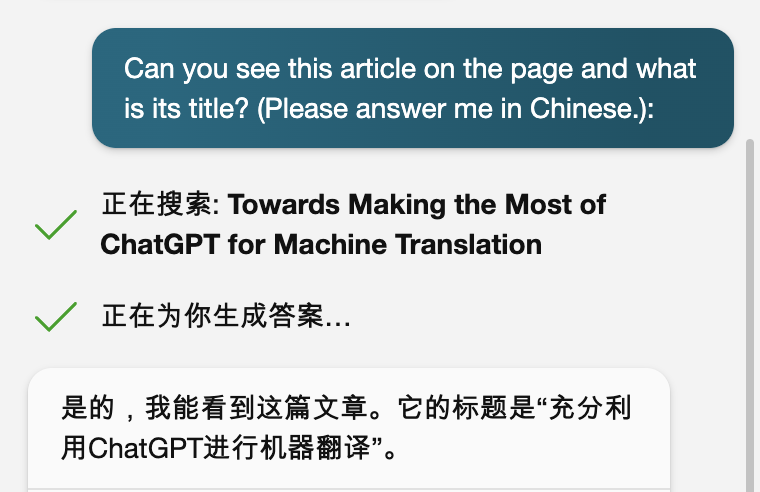 Can you see this article on the page and what
is its title? (Please answer me in Chinese.):
正在搜索: Towards Making the Most of
ChatGPT for Machine Translation
正在为你生成答案...
是的，我能看到这篇文章。它的标题是“充分利
用ChatGPT进行机器翻译”。